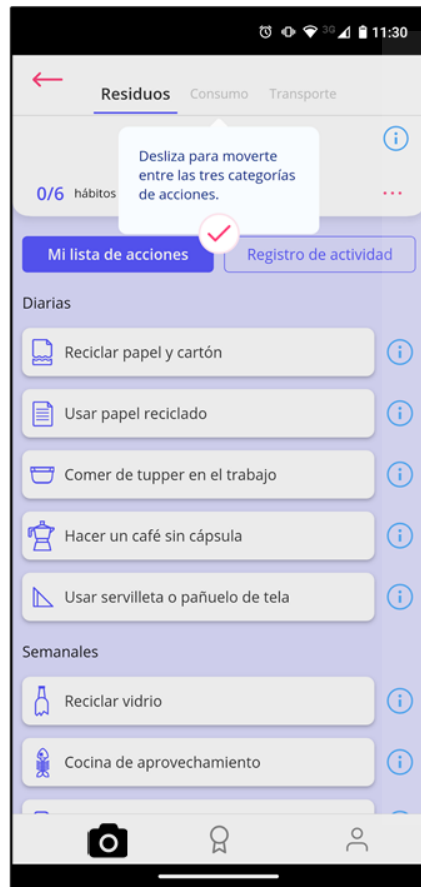 3G 11:30
Residuos Consumo Transporte
Desliza para moverte
entre las tres categorías
de acciones.
0/6 hábitos
Mi lista de acciones Registro de actividad
Diarias
Reciclar papel y cartón
Usar papel reciclado
Comer de tupper en el trabajo
Hacer un café sin cápsula
Usar servilleta o pañuelo de tela
Semanales
Reciclar vidrio
Cocina de aprovechamiento